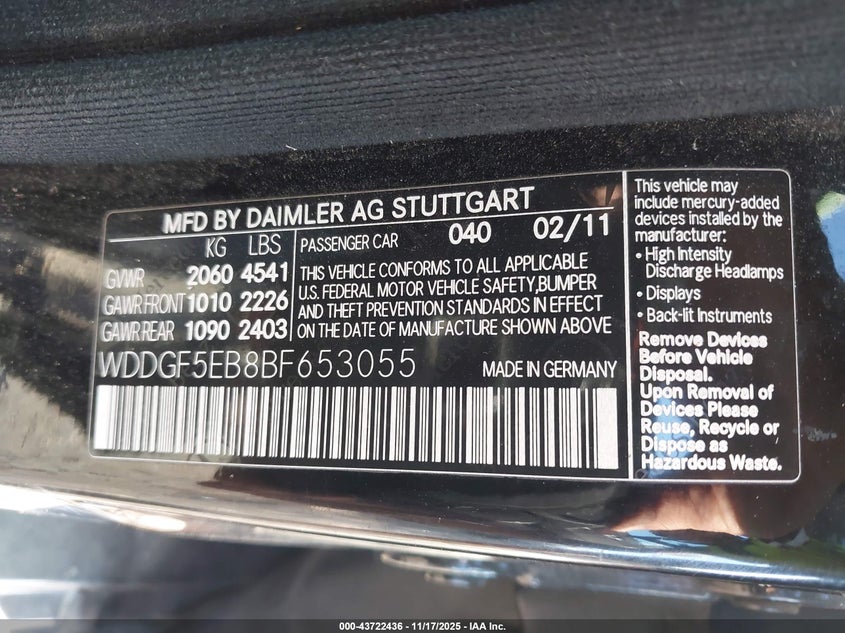 MFD BY DAIMLER AG STUTTGART
KG LBS
GVWR 2060 4541
GAWR FRONT 1010 2226
GAWR REAR 1090 2403
PASSENGER CAR 040 02/11
THIS VEHICLE CONFORMS TO ALL APPLICABLE
U.S. FEDERAL MOTOR VEHICLE SAFETY,BUMPER
AND THEFT PREVENTION STANDARDS IN EFFECT
ON THE DATE OF MANUFACTURE SHOWN ABOVE
WDDGF5EB8BF653055
MADE IN GERMANY
This vehicle may
include mercury-added
devices installed by the
manufacturer:
• High Intensity
Discharge Headlamps
• Displays
• Back-lit Instruments
Remove Devices
Before Vehicle
Disposal.
Upon Removal of
Devices Please
Reuse, Recycle or
Dispose as
Hazardous Waste.
000-43722436 - 11/17/2025 - IAA Inc.